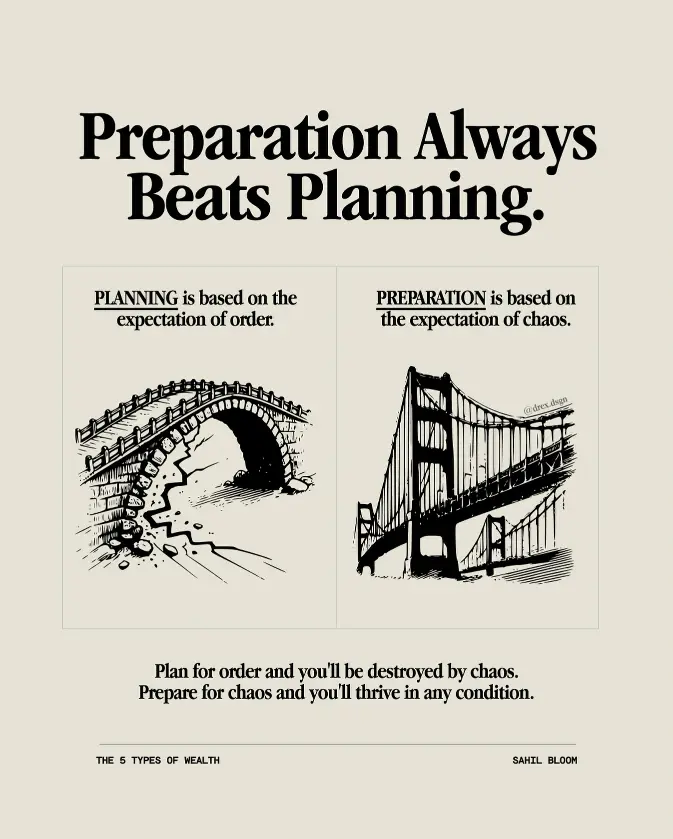 Preparation Always
Beats Planning.
PLANNING is based on the
expectation of order.
PREPARATION is based on
the expectation of chaos.
@drex.dsgn
Plan for order and you'll be destroyed by chaos.
Prepare for chaos and you'll thrive in any condition.
THE 5 TYPES OF WEALTH
SAHIL BLOOM